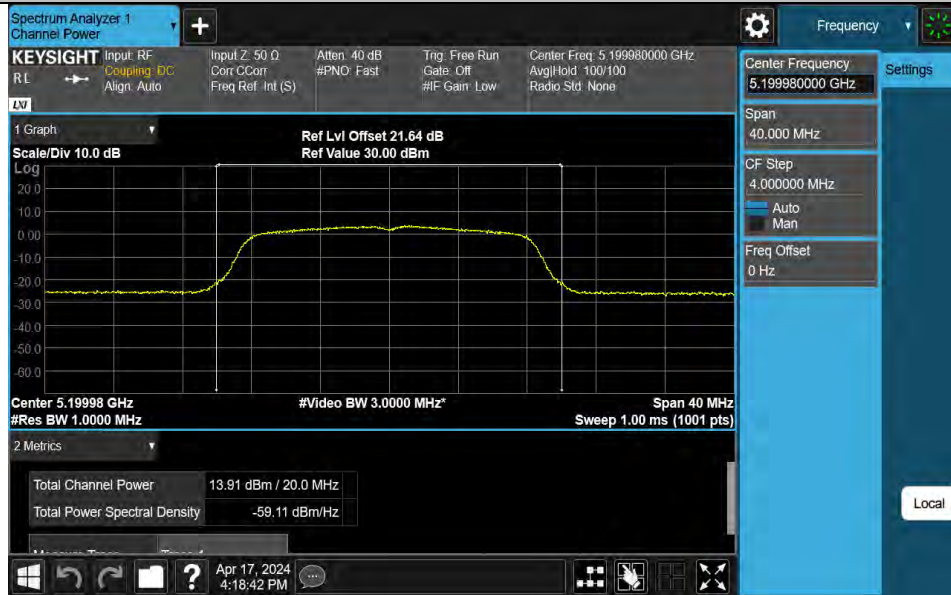 Spectrum Analyzer 1
Channel Power
+
Frequency
KEYSIGHT
RL
LXI
Input: RF
Coupling: DC
Align: Auto
Input Z: 50 Ω
Corr CCorr
Freq Ref: Int (S)
Atten: 40 dB
#PNO: Fast
Trig: Free Run
Gate: Off
#IF Gain: Low
Center Freq: 5.199980000 GHz
Avg|Hold: 100/100
Radio Std: None
Center Frequency
5.199980000 GHz
Settings
Span
40.000 MHz
CF Step
4.000000 MHz
Auto
Man
Freq Offset
0 Hz
Local
1 Graph
Scale/Div 10.0 dB
Ref Lvl Offset 21.64 dB
Ref Value 30.00 dBm
Log
20.0
10.0
0.00
-10.0
-20.0
-30.0
-40.0
-50.0
-60.0
Center 5.19998 GHz
#Video BW 3.0000 MHz*
Span 40 MHz
#Res BW 1.0000 MHz
Sweep 1.00 ms (1001 pts)
2 Metrics
Total Channel Power 13.91 dBm / 20.0 MHz
Total Power Spectral Density -59.11 dBm/Hz
?
Apr 17, 2024
4:18:42 PM